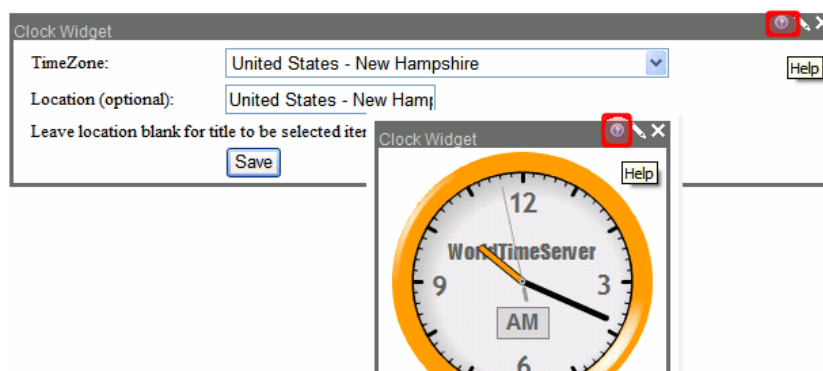 Clock Widget
TimeZone:
United States - New Hampshire
Help
Location (optional):
United States - New Hamp
Leave location blank for title to be selected iter
Save
Clock Widget
Help
12
WorldTimeServer
9
3
AM
6